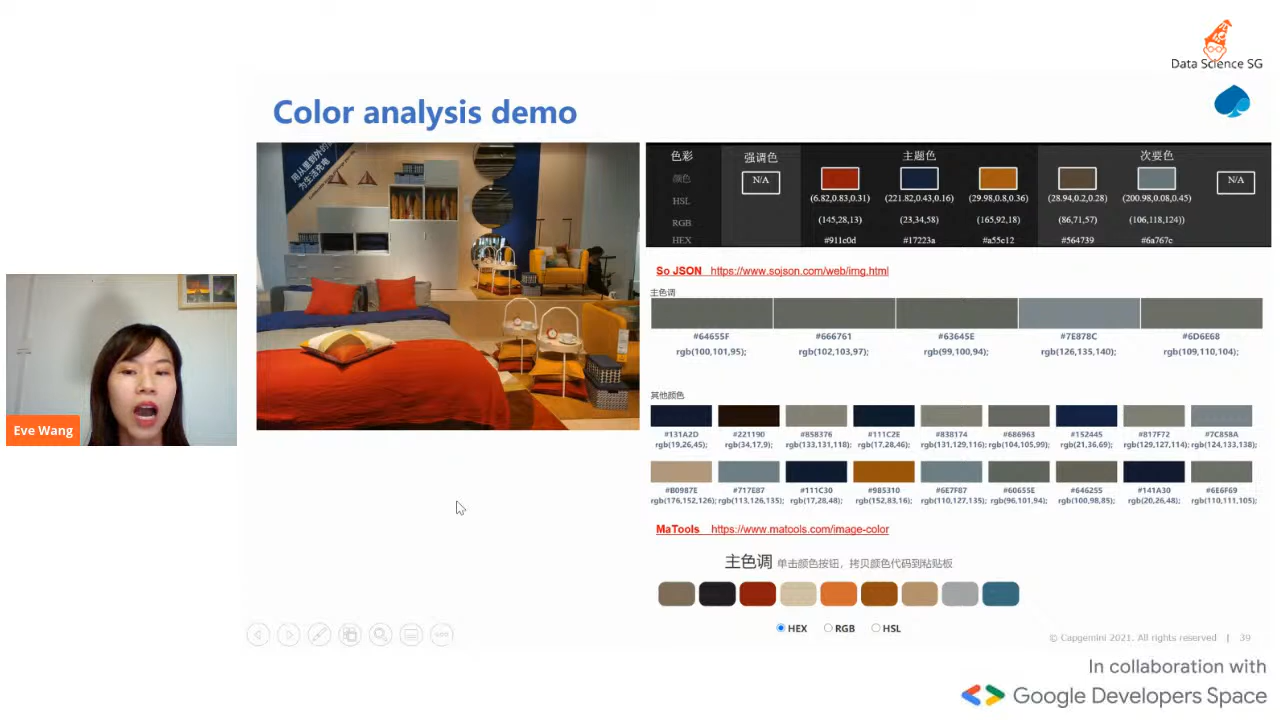 Data Science SG
Color analysis demo
用从里到外的
为生活充电
色彩
强调色
主题色
次要色
颜色
N/A
N/A
HSL
(6.82,0.83,0.31)
(221.82,0.43,0.16)
(29.98,0.8,0.36)
(28.94,0.2,0.28)
(200.98,0.08,0.45)
RGB
(145,28,13)
(23,34,58)
(165,92,18)
(86,71,57)
(106,118,124))
HEX
#911c0d
#17223a
#a55c12
#564739
#6a767c
So JSON https://www.sojson.com/web/img.html
主色调
#64655F
#666761
#63645E
#7E878C
#6D6E68
rgb(100,101,95);
rgb(102,103,97);
rgb(99,100,94);
rgb(126,135,140);
rgb(109,110,104);
其他颜色
#131A2D
#221190
#858376
#111C2E
#838174
#686963
#152445
#817F72
#7C858A
rgb(19,26,45);
rgb(34,17,9);
rgb(133,131,118);
rgb(17,28,46);
rgb(131,129,116);
rgb(104,105,99);
rgb(21,36,69);
rgb(129,127,114);
rgb(124,133,138);
#B0987E
#717E87
#111C30
#985310
#6E7F87
#60655E
#646255
#141A30
#6E6F69
rgb(176,152,126);
rgb(113,126,135);
rgb(17,28,48);
rgb(152,83,16);
rgb(110,127,135);
rgb(96,101,94);
rgb(100,98,85);
rgb(20,26,48);
rgb(110,111,105);
MaTools https://www.matools.com/image-color
主色调 单击颜色按钮，拷贝颜色代码到粘贴板
HEX
RGB
HSL
Eve Wang
© Capgemini 2021. All rights reserved | 39
In collaboration with
Google Developers Space